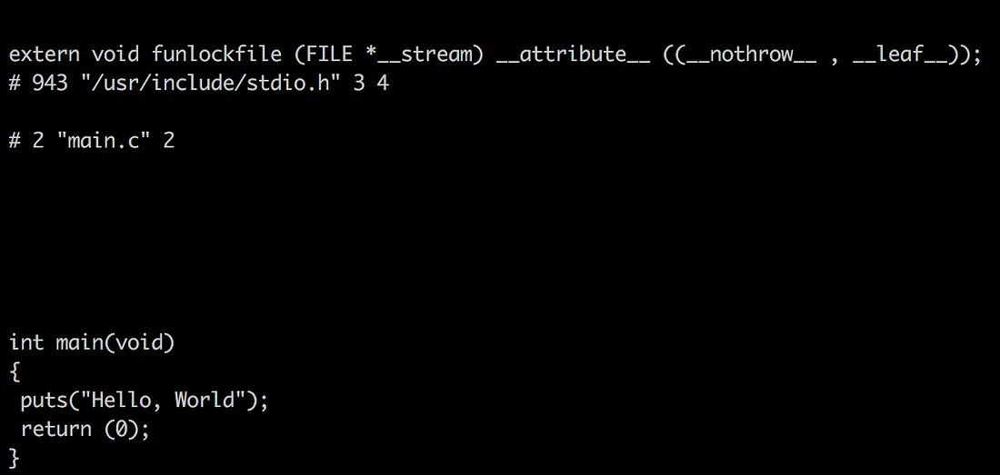 extern void funlockfile (FILE *__stream) __attribute__ ((__nothrow__ , __leaf__));
# 943 "/usr/include/stdio.h" 3 4
# 2 "main.c" 2
int main(void)
{
 puts("Hello, World");
 return (0);
}